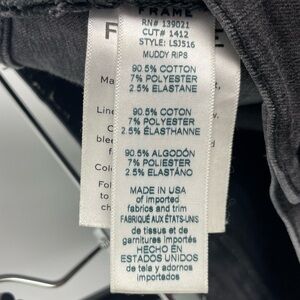 FRAME
RN# 139021
CUT# 1412
STYLE: LSJ516
MUDDY RIPS
90.5% COTTON
7% POLYESTER
2.5% ELASTANE
90.5% COTON
7% POLYESTER
2.5% ÉLASTHANNE
90.5% ALGODÓN
7% POLIESTER
2.5% ELASTANO
MADE IN USA
of imported
fabrics and trim
FABRIQUÉ AUX ÉTATS-UNIS
de tissus et de
garnitures importés
HECHO EN
ESTADOS UNIDOS
de tela y adornos
importados